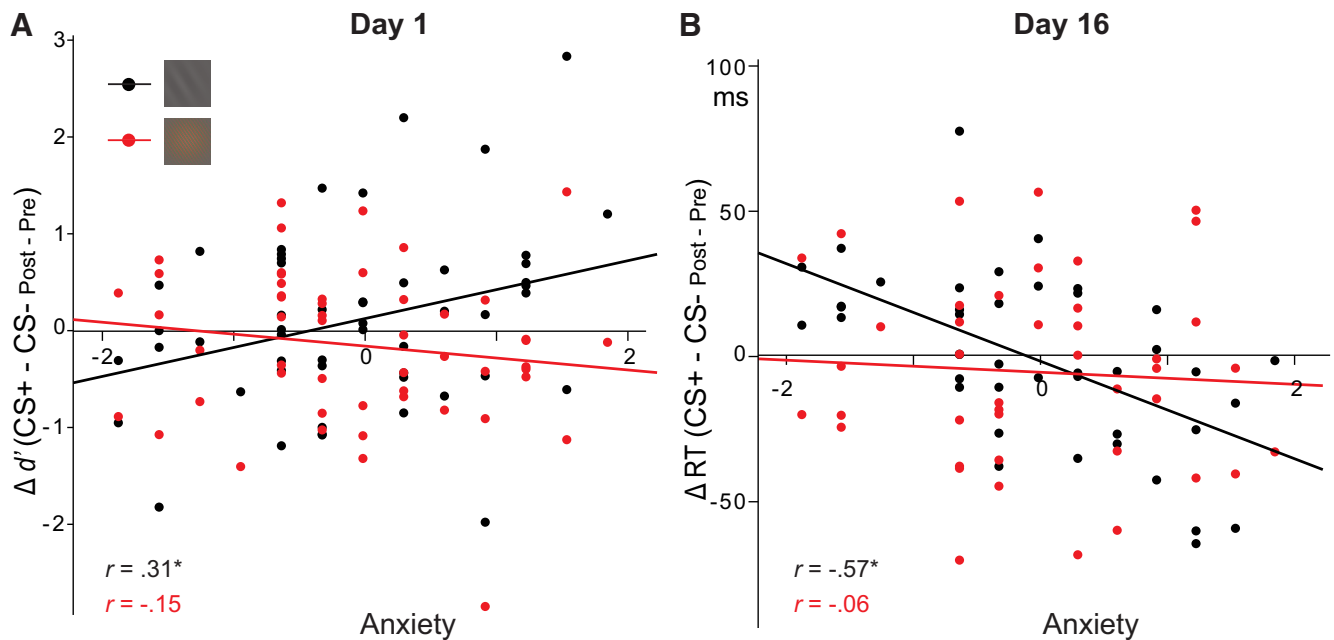 A
Day 1
3
2
1
0
-1
-2
-2
0
2
Δ d' (CS+ - CS- Post - Pre)
r = .31*
r = -.15
Anxiety
B
Day 16
100
ms
50
0
-50
-2
0
2
Δ RT (CS+ - CS- Post - Pre)
r = -.57*
r = -.06
Anxiety